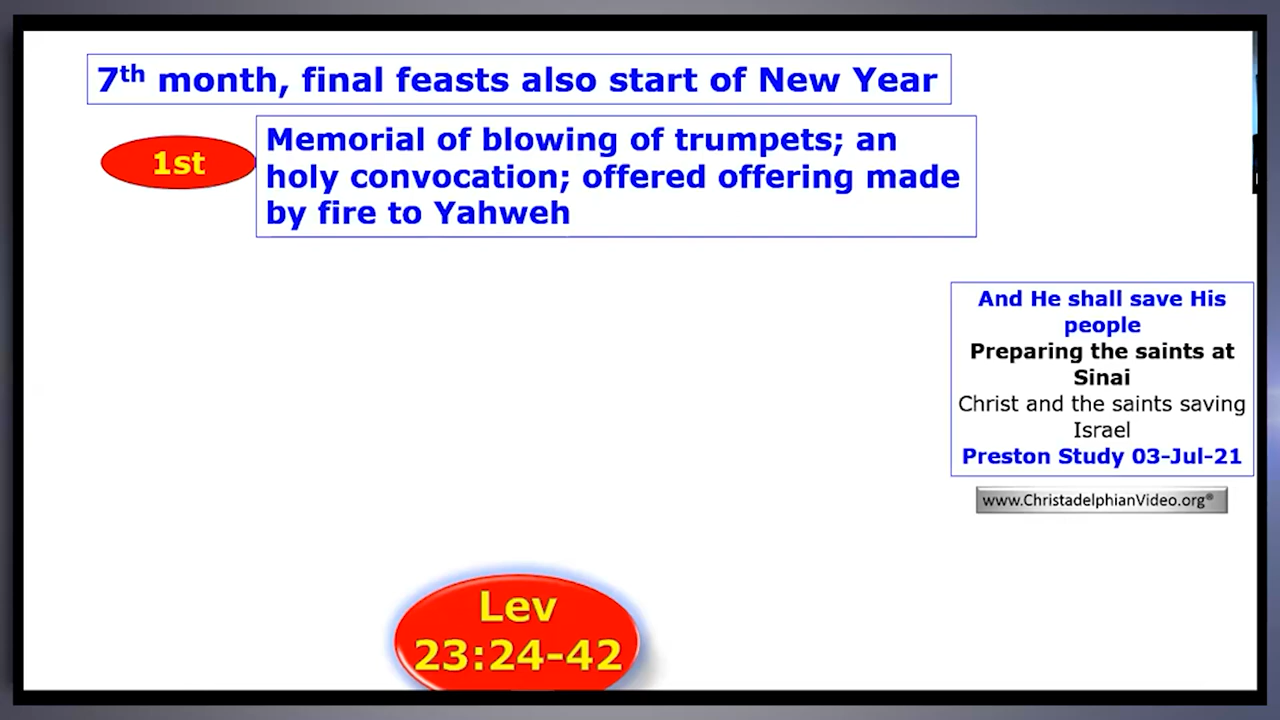 7th month, final feasts also start of New Year
1st
Memorial of blowing of trumpets; an
holy convocation; offered offering made
by fire to Yahweh
And He shall save His
people
Preparing the saints at
Sinai
Christ and the saints saving
Israel
Preston Study 03-Jul-21
www.ChristadelphianVideo.org®
Lev
23:24-42